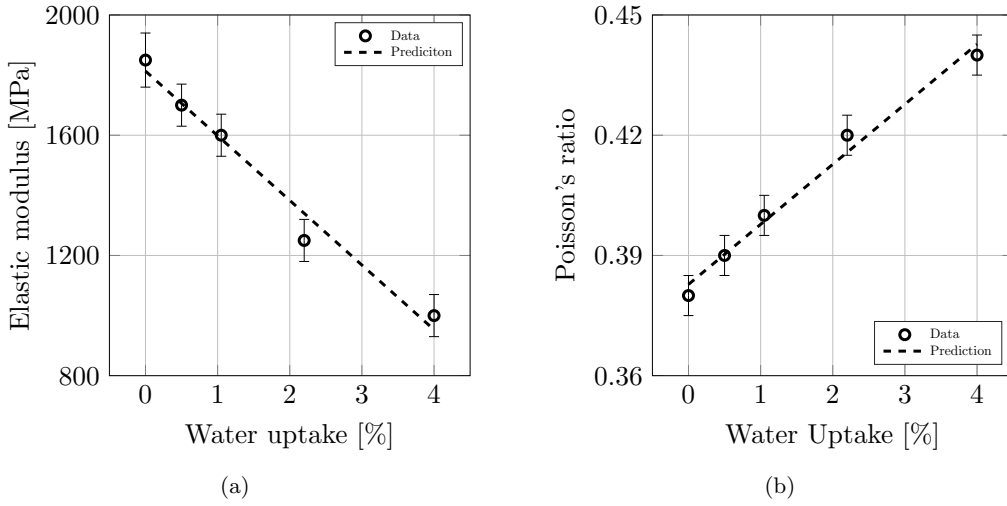 2000
1600
1200
800
0
1
2
3
4
Elastic modulus [MPa]
Water uptake [%]
Data
Prediciton
(a)
0.45
0.42
0.39
0.36
0
1
2
3
4
Poisson's ratio
Water Uptake [%]
Data
Prediction
(b)